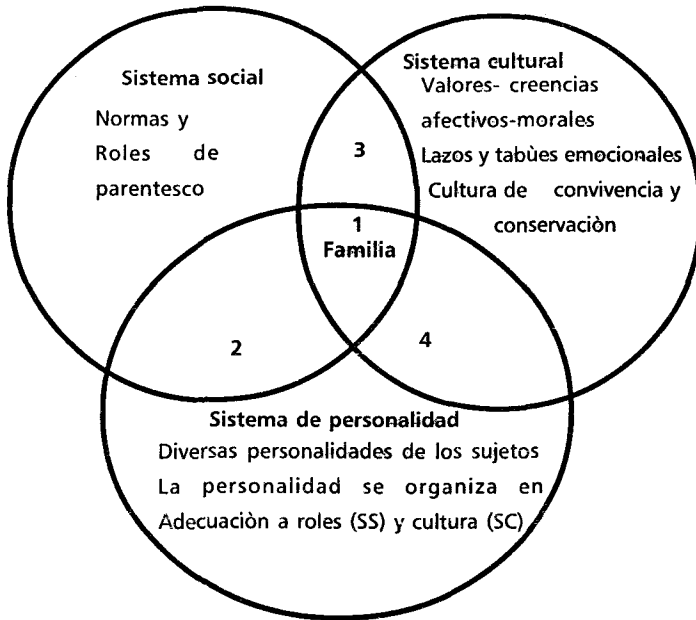 Sistema social
Normas y
Roles de
parentesco
Sistema cultural
Valores- creencias
afectivos-morales
Lazos y tabùes emocionales
Cultura de convivencia y
conservaciòn
3
1
Familia
2
4
Sistema de personalidad
Diversas personalidades de los sujetos
La personalidad se organiza en
Adecuaciòn a roles (SS) y cultura (SC)